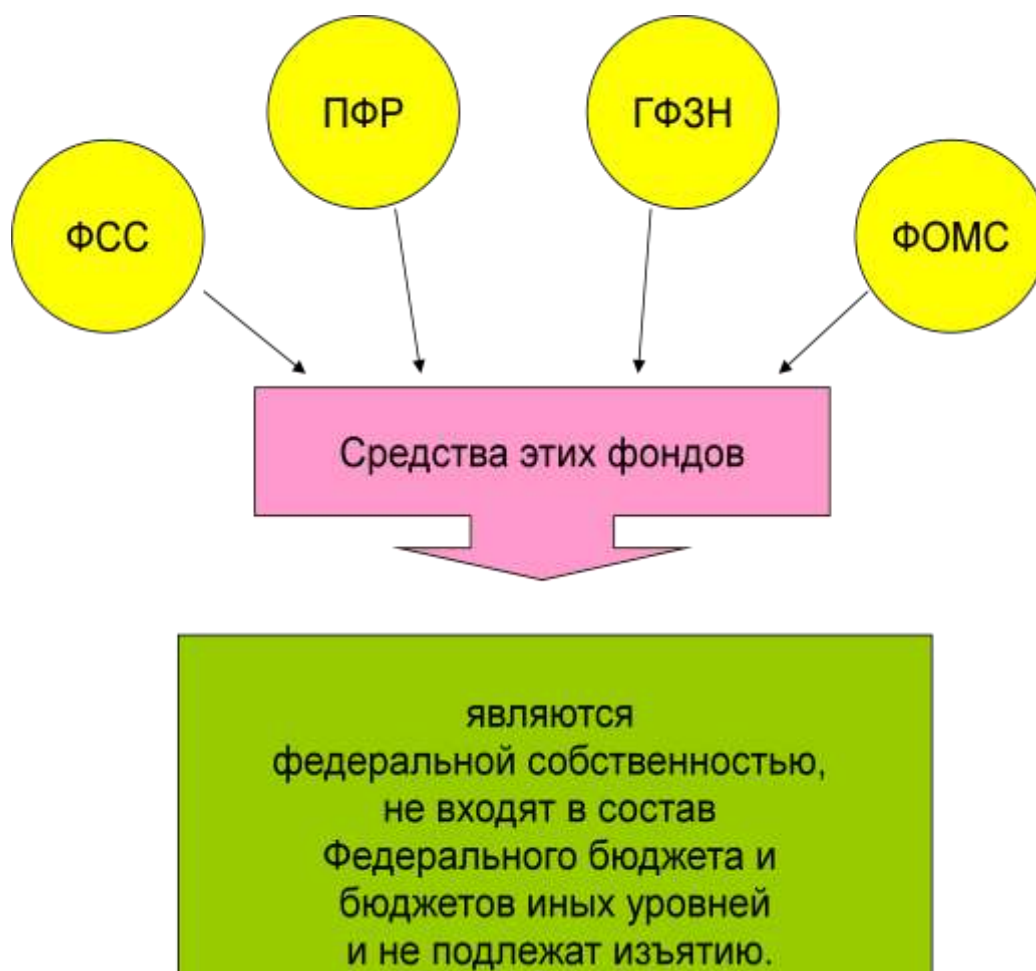 ФСС
ПФР
ГФЗН
ФОМС
Средства этих фондов
являются
федеральной собственностью,
не входят в состав
Федерального бюджета и
бюджетов иных уровней
и не подлежат изъятию.